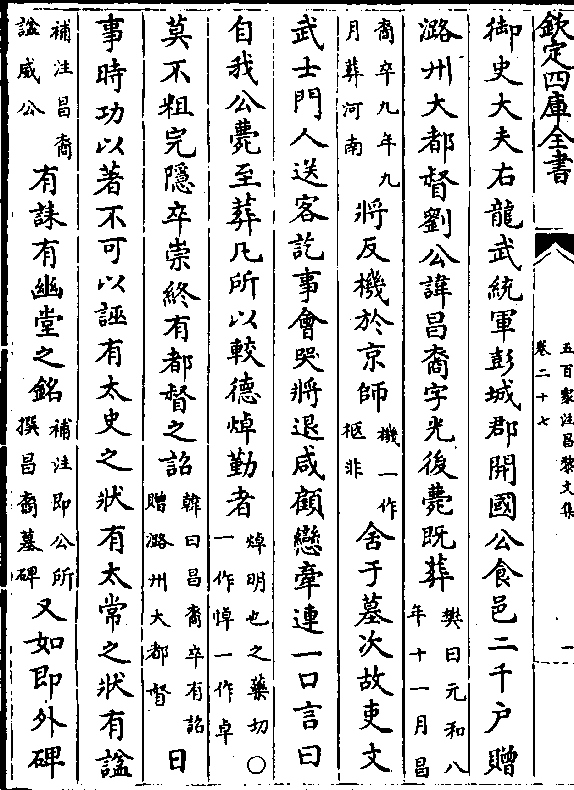 欽定四庫全書
五百家注昌黎文集
卷二十七
一
御史大夫右龍武統軍彭城郡開國公食邑二千户贈
潞州大都督劉公諱昌裔字光後薨既葬樊曰元和八年十一月昌
裔卒九年九月葬河南將反機於京師機一作柩非舍于墓次故吏文
武士門人送客訖事會哭將退咸顧戀牽連一口言曰
自我公薨至葬凡所以較德焯勤者焯明也之藥切一作悼一作卓○
莫不粗完隱卒崇終有都督之詔韓曰昌裔卒有詔贈潞州大都督日
事時功以著不可以誣有太史之狀有太常之狀有諡
補注昌裔諡威公有誄有幽堂之銘補注即公所撰昌裔墓碑又如即外碑